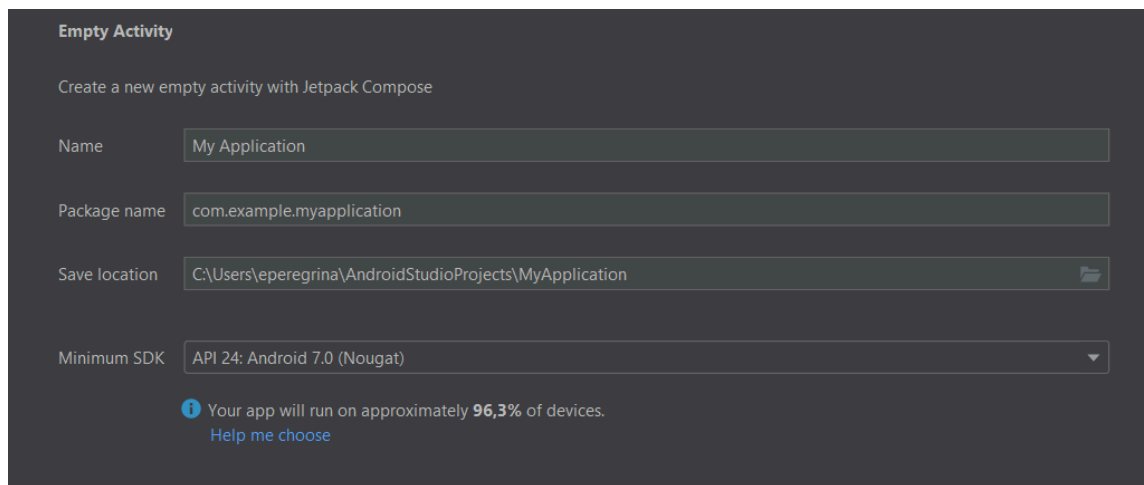 Empty Activity
Create a new empty activity with Jetpack Compose
Name My Application
Package name com.example.myapplication
Save location C:\Users\eperegrina\AndroidStudioProjects\MyApplication
Minimum SDK API 24: Android 7.0 (Nougat)
Your app will run on approximately 96,3% of devices.
Help me choose